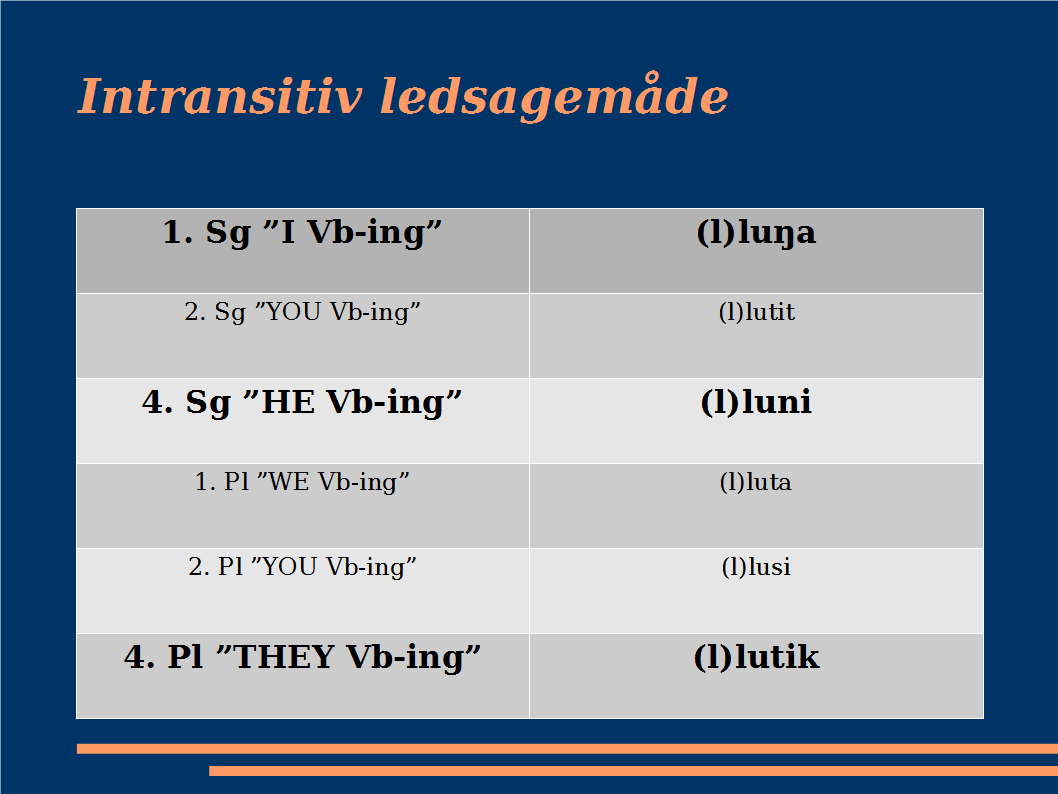 Intransitiv ledsagemåde
1. Sg ”I Vb-ing” (l)luŋa
2. Sg ”YOU Vb-ing” (l)lutit
4. Sg ”HE Vb-ing” (l)luni
1. Pl ”WE Vb-ing” (l)luta
2. Pl ”YOU Vb-ing” (l)lusi
4. Pl ”THEY Vb-ing” (l)lutik